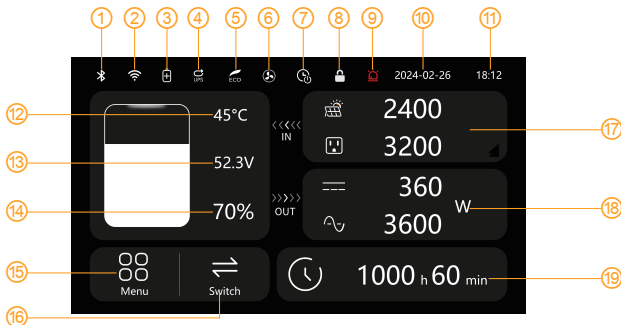 ① ② ③ ④ ⑤ ⑥ ⑦ ⑧ ⑨ ⑩ ⑪
UPS ECO 2024-02-26 18:12
⑫ 45°C IN 2400 ⑰
⑬ 52.3V 3200
⑭ 70% OUT 360 W ⑱
3600
⑮ Menu Switch 1000 h 60 min ⑲
⑯